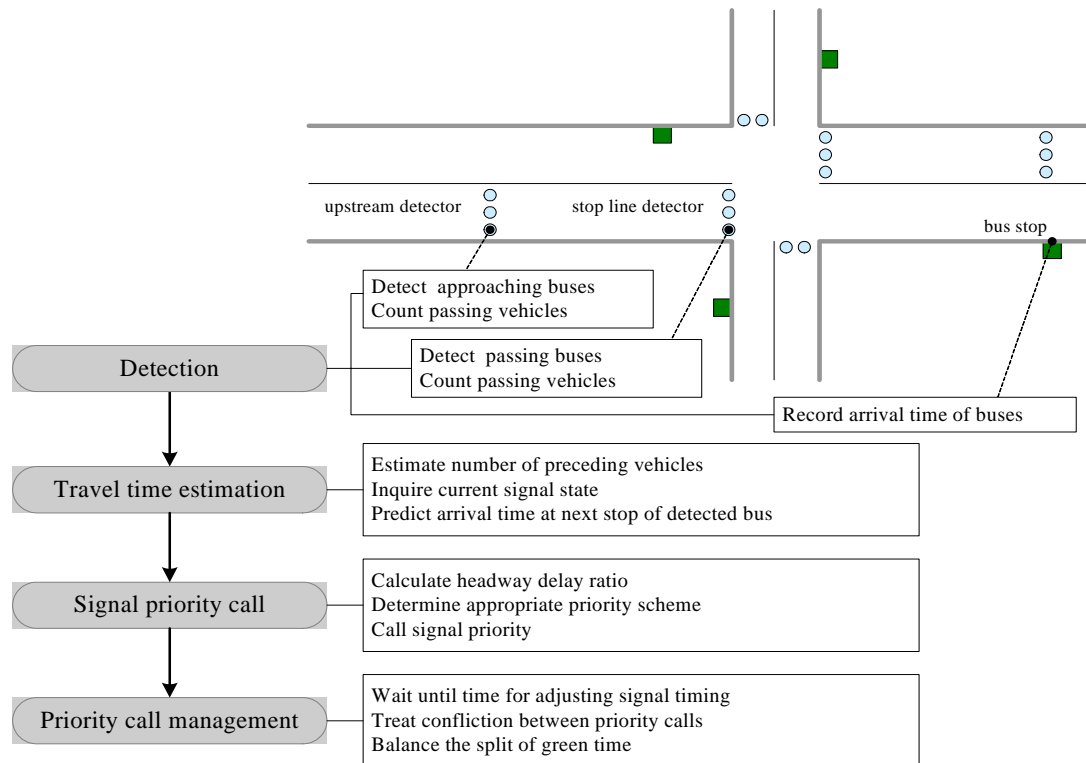 upstream detector
stop line detector
bus stop
Detect approaching buses
Count passing vehicles
Detection
Detect passing buses
Count passing vehicles
Record arrival time of buses
Travel time estimation
Estimate number of preceding vehicles
Inquire current signal state
Predict arrival time at next stop of detected bus
Signal priority call
Calculate headway delay ratio
Determine appropriate priority scheme
Call signal priority
Priority call management
Wait until time for adjusting signal timing
Treat confliction between priority calls
Balance the split of green time